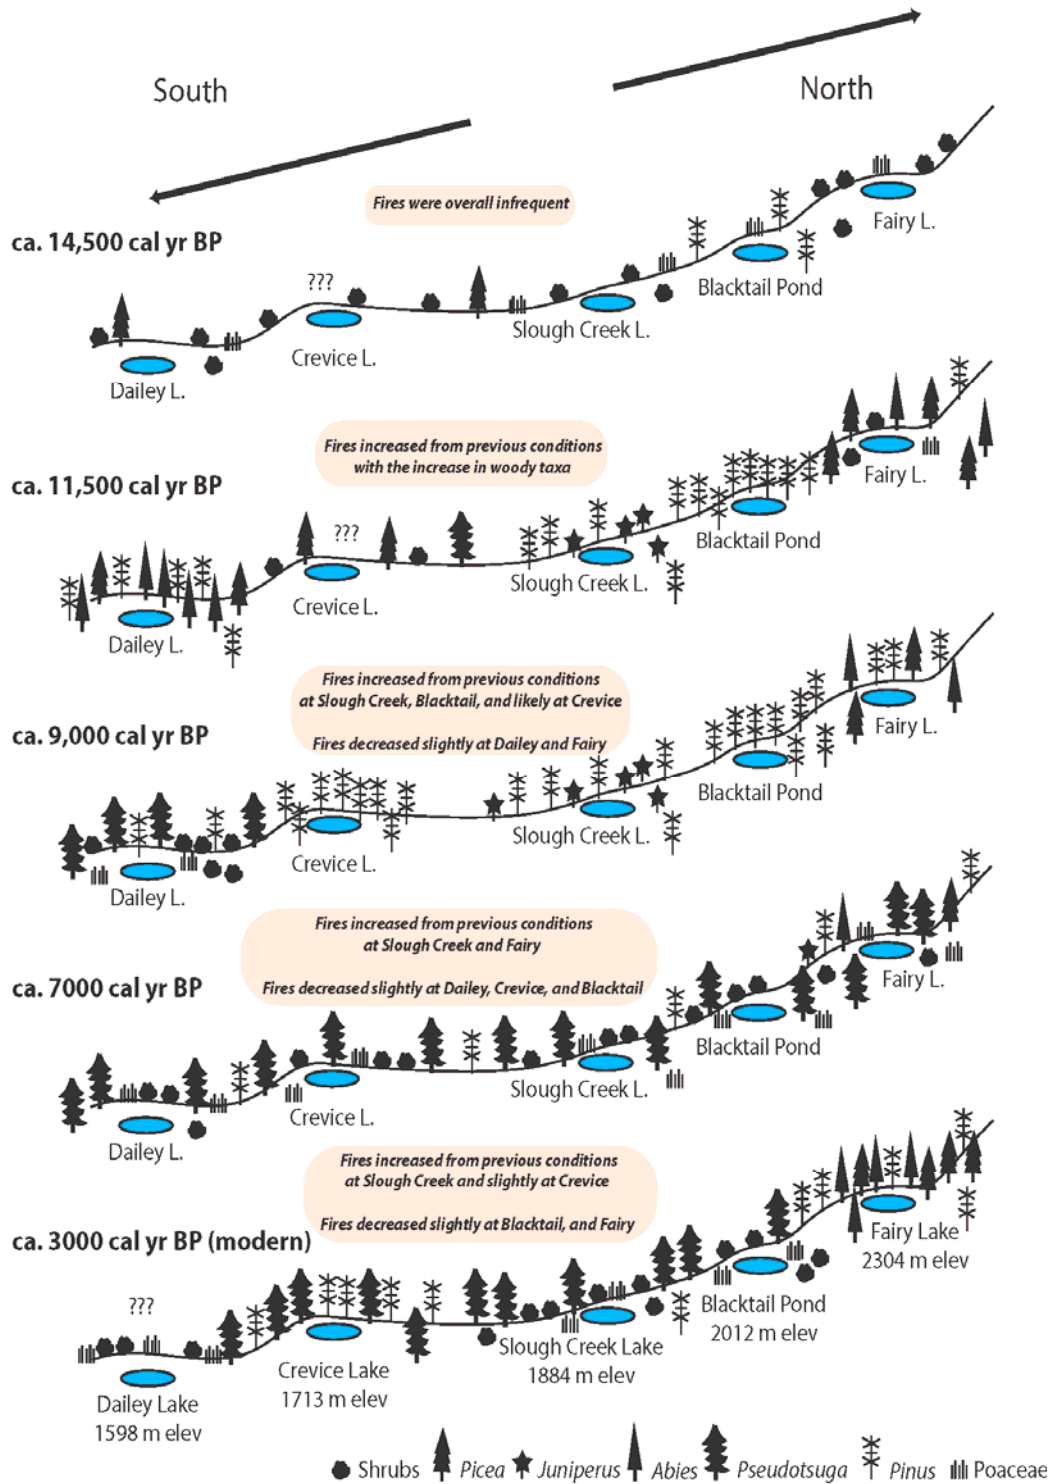 South
North
Fires were overall infrequent
ca. 14,500 cal yr BP
Fairy L.
???
Blacktail Pond
Slough Creek L.
Crevice L.
Dailey L.
Fires increased from previous conditions
with the increase in woody taxa
ca. 11,500 cal yr BP
Fairy L.
???
Blacktail Pond
Slough Creek L.
Crevice L.
Dailey L.
Fires increased from previous conditions
at Slough Creek, Blacktail, and likely at Crevice
Fires decreased slightly at Dailey and Fairy
ca. 9,000 cal yr BP
Fairy L.
Blacktail Pond
Slough Creek L.
Crevice L.
Dailey L.
Fires increased from previous conditions
at Slough Creek and Fairy
Fires decreased slightly at Dailey, Crevice, and Blacktail
ca. 7000 cal yr BP
Fairy L.
Blacktail Pond
Slough Creek L.
Crevice L.
Dailey L.
Fires increased from previous conditions
at Slough Creek and slightly at Crevice
Fires decreased slightly at Blacktail, and Fairy
ca. 3000 cal yr BP (modern)
Fairy Lake
2304 m elev
???
Blacktail Pond
2012 m elev
Slough Creek Lake
1884 m elev
Crevice Lake
1713 m elev
Dailey Lake
1598 m elev
Shrubs Picea Juniperus Abies Pseudotsuga Pinus Poaceae